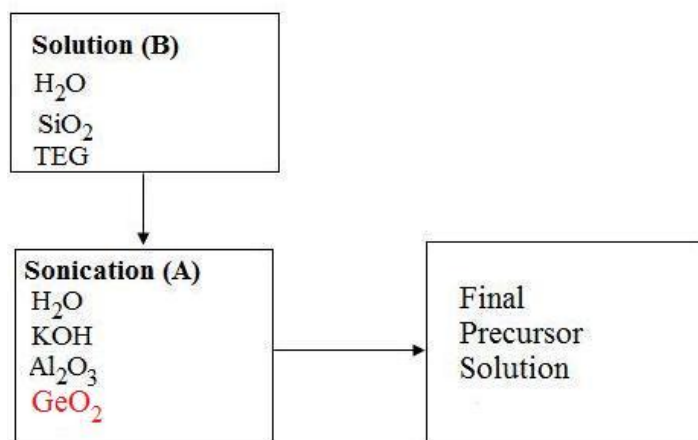 Solution (B)
H₂O
SiO₂
TEG
Sonication (A)
H₂O
KOH
Al₂O₃
GeO₂
Final
Precursor
Solution